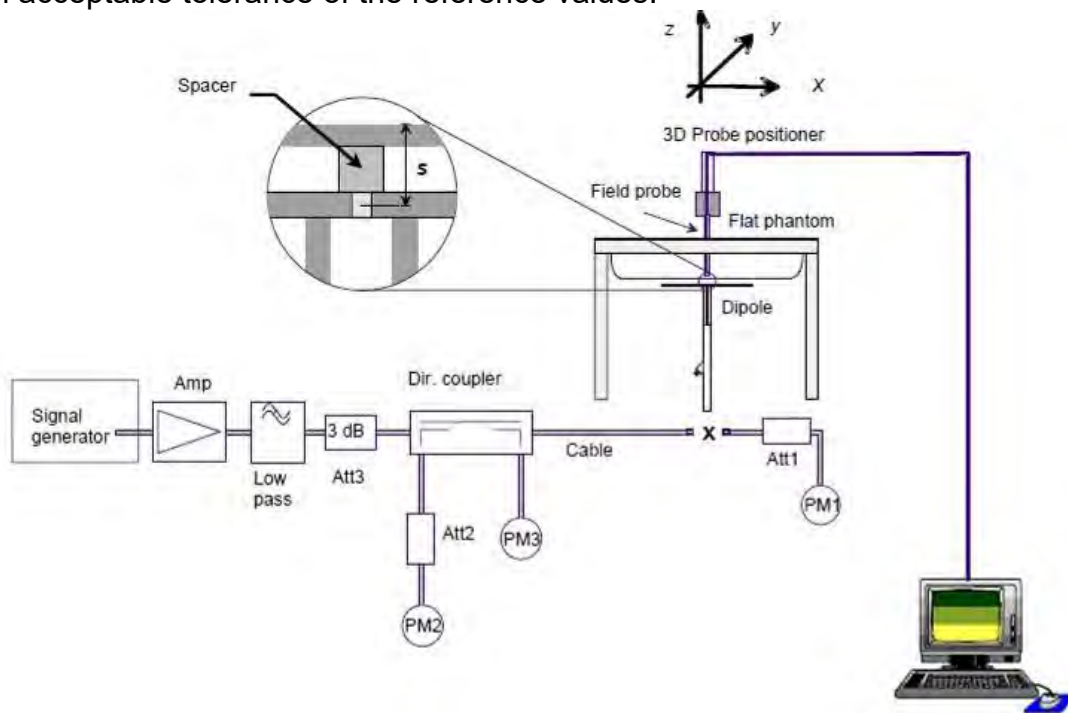 acceptable tolerance of the reference values.
z
y
x
Spacer
s
3D Probe positioner
Field probe
Flat phantom
Dipole
Dir. coupler
Amp
Signal
generator
3 dB
Cable
x
Low
pass
Att3
Att1
PM1
Att2
PM3
PM2